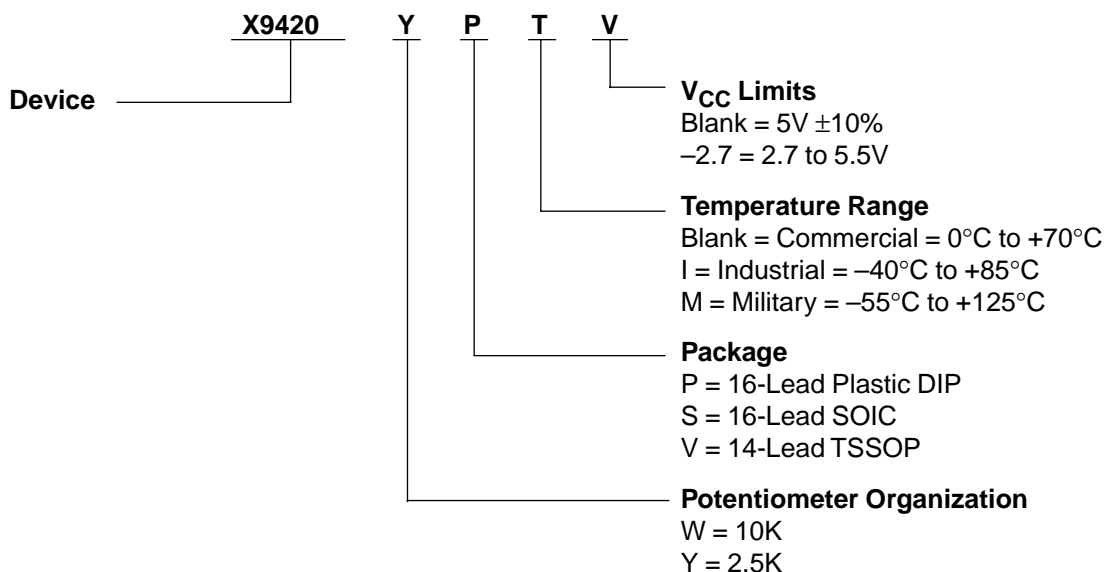 X9420 Y P T V
Device
VCC Limits
Blank = 5V ±10%
–2.7 = 2.7 to 5.5V
Temperature Range
Blank = Commercial = 0°C to +70°C
I = Industrial = –40°C to +85°C
M = Military = –55°C to +125°C
Package
P = 16-Lead Plastic DIP
S = 16-Lead SOIC
V = 14-Lead TSSOP
Potentiometer Organization
W = 10K
Y = 2.5K